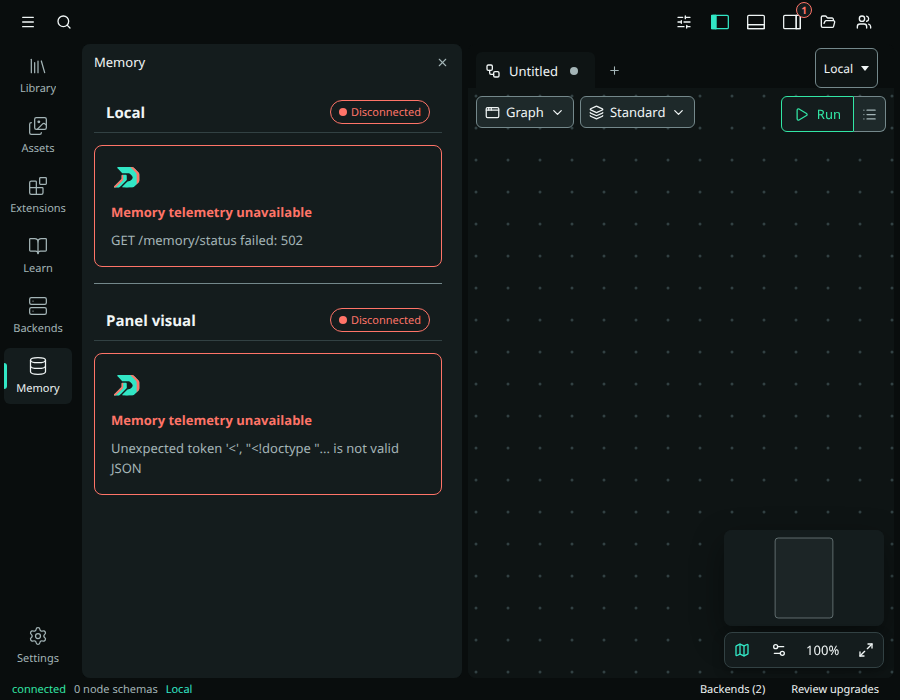 1
Memory
Untitled
Local
Library
Local
Disconnected
Graph
Standard
Run
Assets
Memory telemetry unavailable
GET /memory/status failed: 502
Extensions
Learn
Panel visual
Disconnected
Backends
Memory
Memory telemetry unavailable
Unexpected token '<', "<!doctype "... is not valid
JSON
Settings
100%
connected 0 node schemas Local
Backends (2) Review upgrades